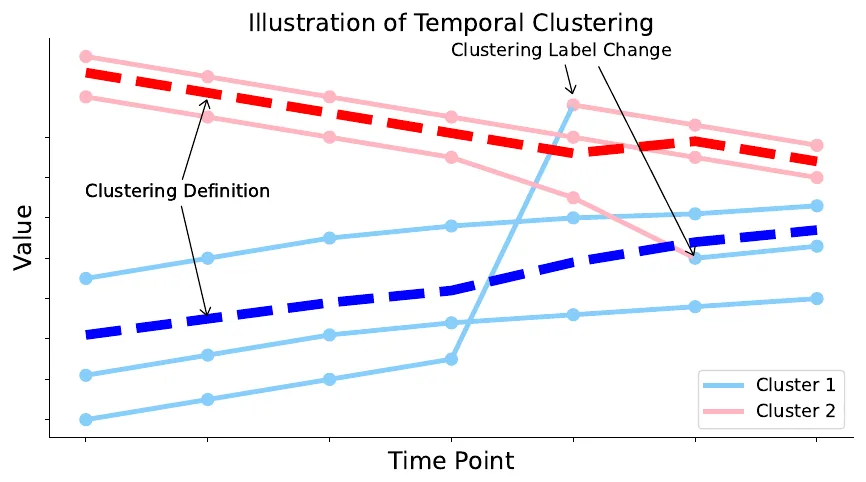 Illustration of Temporal Clustering
Clustering Label Change
Clustering Definition
Value
Time Point
Cluster 1
Cluster 2